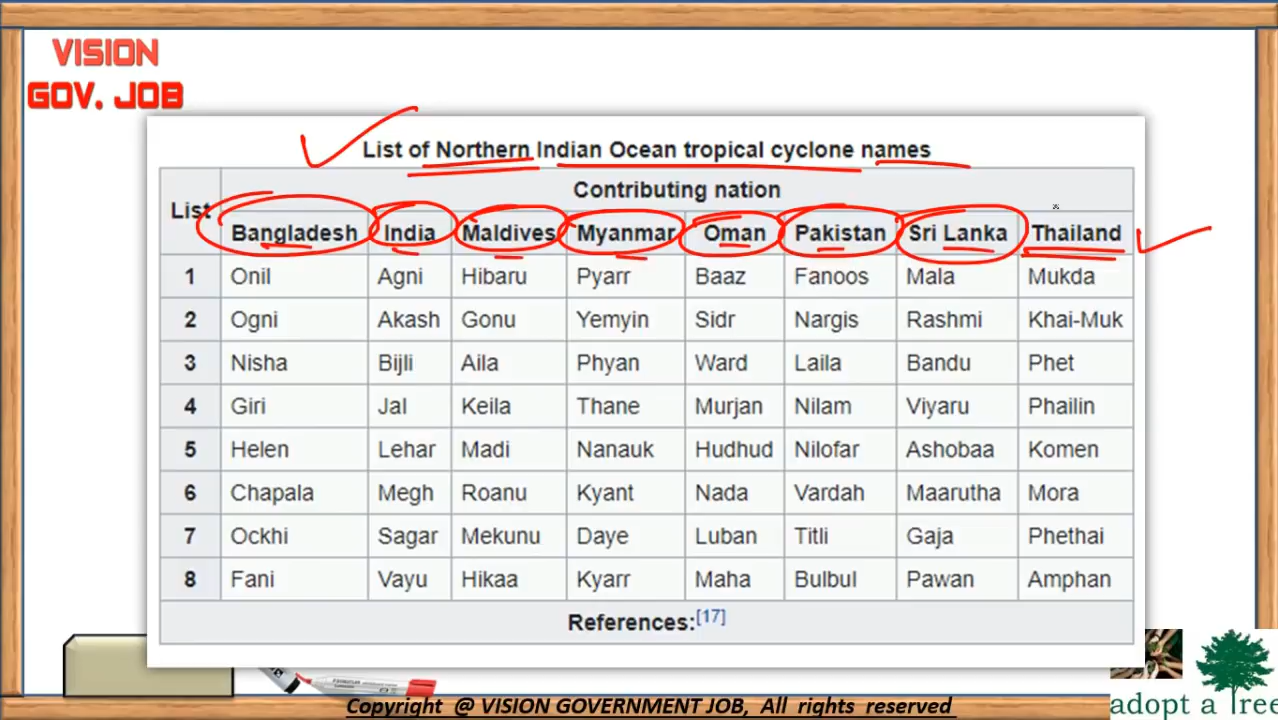 VISION
GOV. JOB
List of Northern Indian Ocean tropical cyclone names
List Contributing nation
Bangladesh India Maldives Myanmar Oman Pakistan Sri Lanka Thailand
1 Onil Agni Hibaru Pyarr Baaz Fanoos Mala Mukda
2 Ogni Akash Gonu Yemyin Sidr Nargis Rashmi Khai-Muk
3 Nisha Bijli Aila Phyan Ward Laila Bandu Phet
4 Giri Jal Keila Thane Murjan Nilam Viyaru Phailin
5 Helen Lehar Madi Nanauk Hudhud Nilofar Ashobaa Komen
6 Chapala Megh Roanu Kyant Nada Vardah Maarutha Mora
7 Ockhi Sagar Mekunu Daye Luban Titli Gaja Phethai
8 Fani Vayu Hikaa Kyarr Maha Bulbul Pawan Amphan
References:[17]
adopt a Tree
Copyright @ VISION GOVERNMENT JOB, All rights reserved